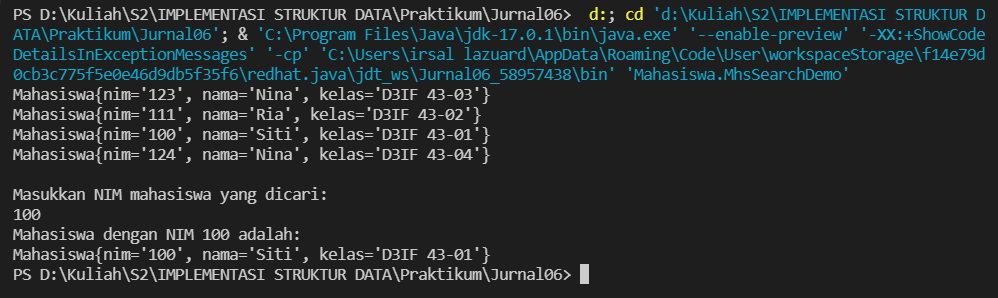 PS D:\Kuliah\S2\IMPLEMENTASI STRUKTUR DATA\Praktikum\Jurnal06>  d:; cd 'd:\Kuliah\S2\IMPLEMENTASI STRUKTUR D
ATA\Praktikum\Jurnal06'; & 'C:\Program Files\Java\jdk-17.0.1\bin\java.exe' '--enable-preview' '-XX:+ShowCode
DetailsInExceptionMessages' '-cp' 'C:\Users\irsal lazuard\AppData\Roaming\Code\User\workspaceStorage\f14e79d
0cb3c775f5e0e46d9db5f35f6\redhat.java\jdt_ws\Jurnal06_58957438\bin' 'Mahasiswa.MhsSearchDemo'
Mahasiswa{nim='123', nama='Nina', kelas='D3IF 43-03'}
Mahasiswa{nim='111', nama='Ria', kelas='D3IF 43-02'}
Mahasiswa{nim='100', nama='Siti', kelas='D3IF 43-01'}
Mahasiswa{nim='124', nama='Nina', kelas='D3IF 43-04'}
Masukkan NIM mahasiswa yang dicari:
100
Mahasiswa dengan NIM 100 adalah:
Mahasiswa{nim='100', nama='Siti', kelas='D3IF 43-01'}
PS D:\Kuliah\S2\IMPLEMENTASI STRUKTUR DATA\Praktikum\Jurnal06>